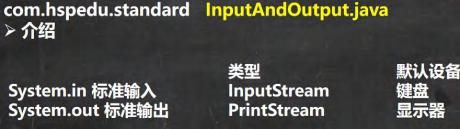 com.hspedu.standard InputAndOutput.java
➢ 介绍
类型 默认设备
System.in 标准输入 InputStream 键盘
System.out 标准输出 PrintStream 显示器